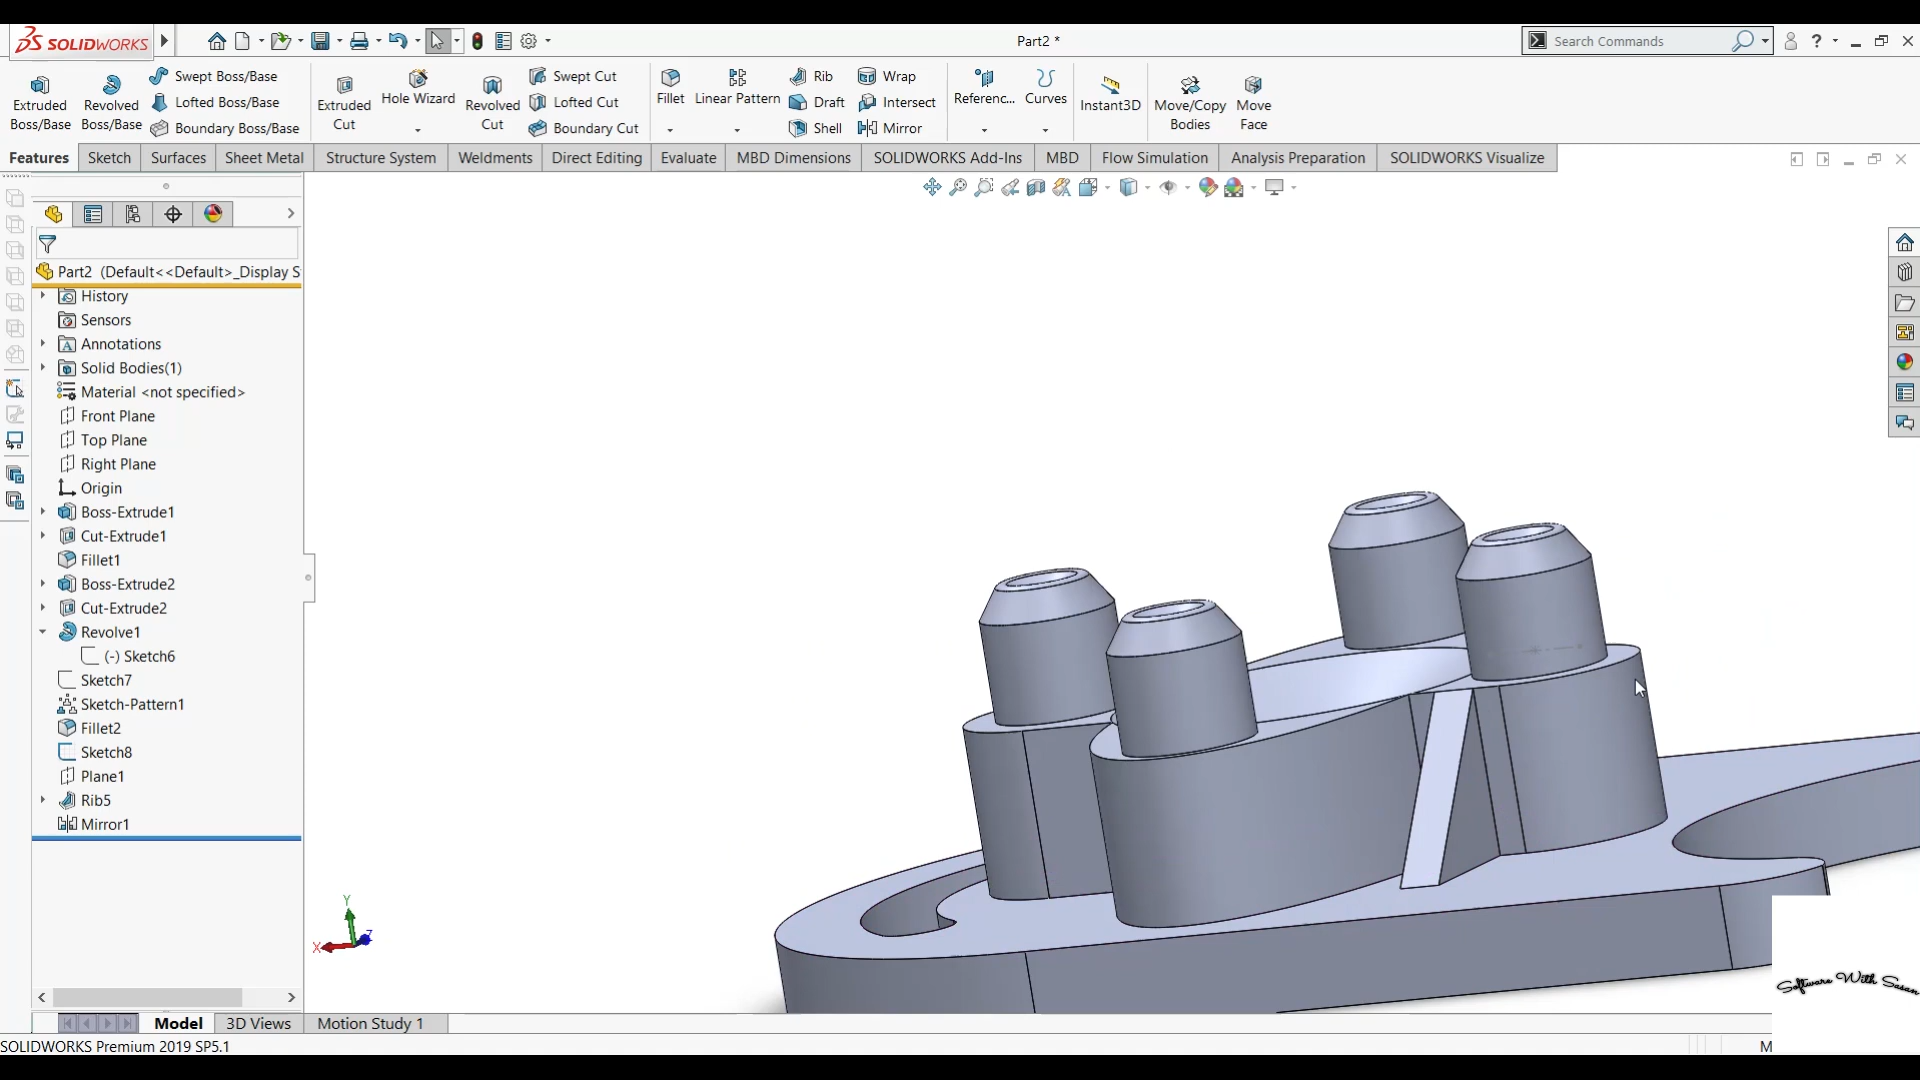 SOLIDWORKS
Part2 *
Search Commands
?
Extruded Boss/Base
Revolved Boss/Base
Swept Boss/Base
Lofted Boss/Base
Boundary Boss/Base
Extruded Cut
Hole Wizard
Revolved Cut
Swept Cut
Lofted Cut
Boundary Cut
Fillet
Linear Pattern
Rib
Draft
Shell
Wrap
Intersect
Mirror
Referenc...
Curves
Instant3D
Move/Copy Bodies
Move Face
Features
Sketch
Surfaces
Sheet Metal
Structure System
Weldments
Direct Editing
Evaluate
MBD Dimensions
SOLIDWORKS Add-Ins
MBD
Flow Simulation
Analysis Preparation
SOLIDWORKS Visualize
Part2 (Default<<Default>_Display S
History
Sensors
Annotations
Solid Bodies(1)
Material <not specified>
Front Plane
Top Plane
Right Plane
Origin
Boss-Extrude1
Cut-Extrude1
Fillet1
Boss-Extrude2
Cut-Extrude2
Revolve1
(-) Sketch6
Sketch7
Sketch-Pattern1
Fillet2
Sketch8
Plane1
Rib5
Mirror1
Y
X
Z
Software With Sasan
Model
3D Views
Motion Study 1
SOLIDWORKS Premium 2019 SP5.1
M